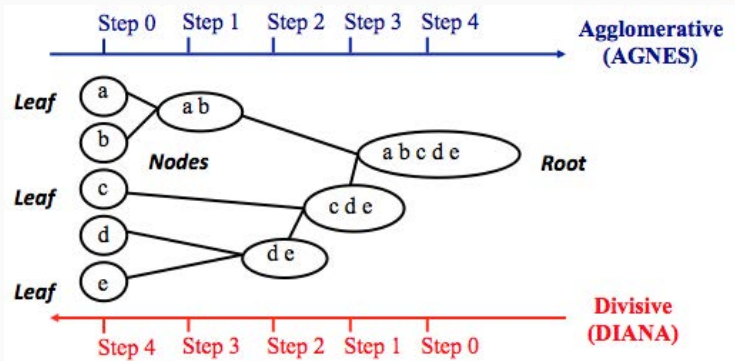 Step 0 Step 1 Step 2 Step 3 Step 4
Agglomerative
(AGNES)
Leaf
a
a b
b
Nodes
a b c d e
Root
Leaf
c
c d e
d
d e
Leaf
e
Divisive
(DIANA)
Step 4 Step 3 Step 2 Step 1 Step 0